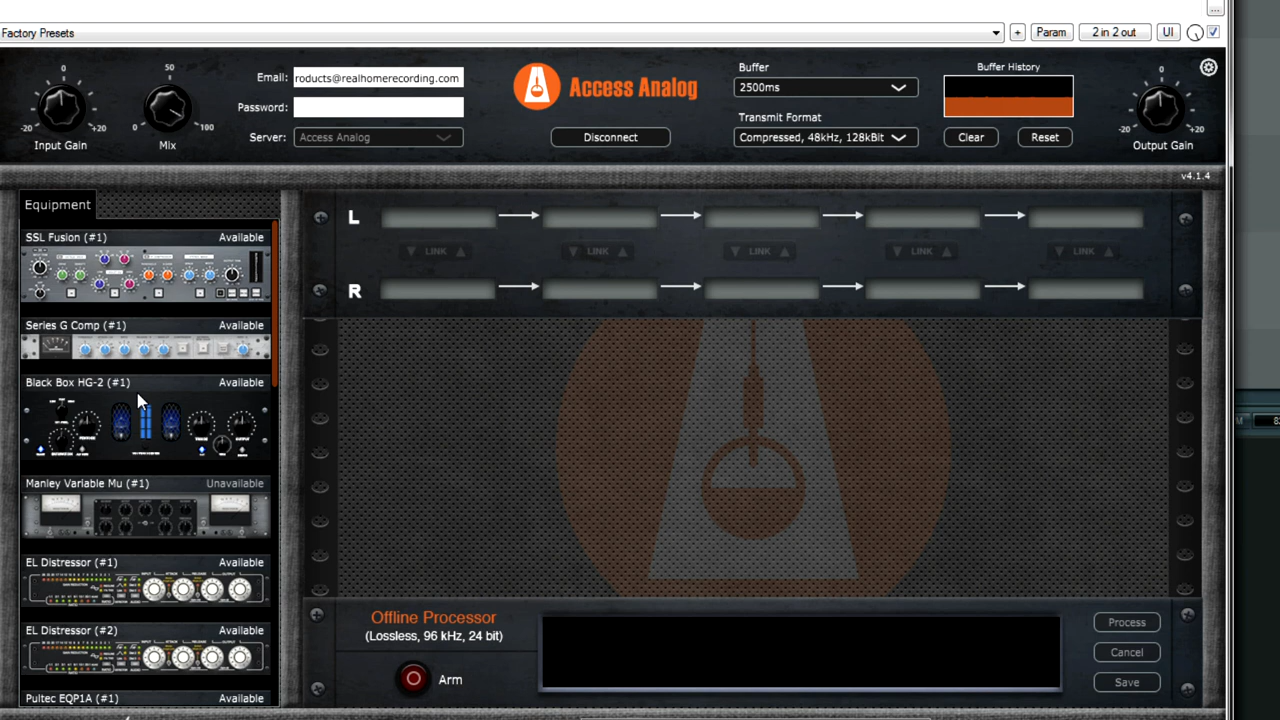 ...
Factory Presets
+
Param
2 in 2 out
UI
0
-20
+20
Input Gain
50
0
100
Mix
Email:
roducts@realhomerecording.com
Password:
Server:
Access Analog
Access Analog
Disconnect
Buffer
2500ms
Transmit Format
Compressed, 48kHz, 128kBit
Buffer History
Clear
Reset
0
-20
+20
Output Gain
v4.1.4
Equipment
SSL Fusion (#1) Available
Series G Comp (#1) Available
Black Box HG-2 (#1) Available
Manley Variable Mu (#1) Unavailable
EL Distressor (#1) Available
EL Distressor (#2) Available
Pultec EQP1A (#1) Available
L
LINK LINK LINK LINK LINK
R
Offline Processor
(Lossless, 96 kHz, 24 bit)
Arm
Process
Cancel
Save
M